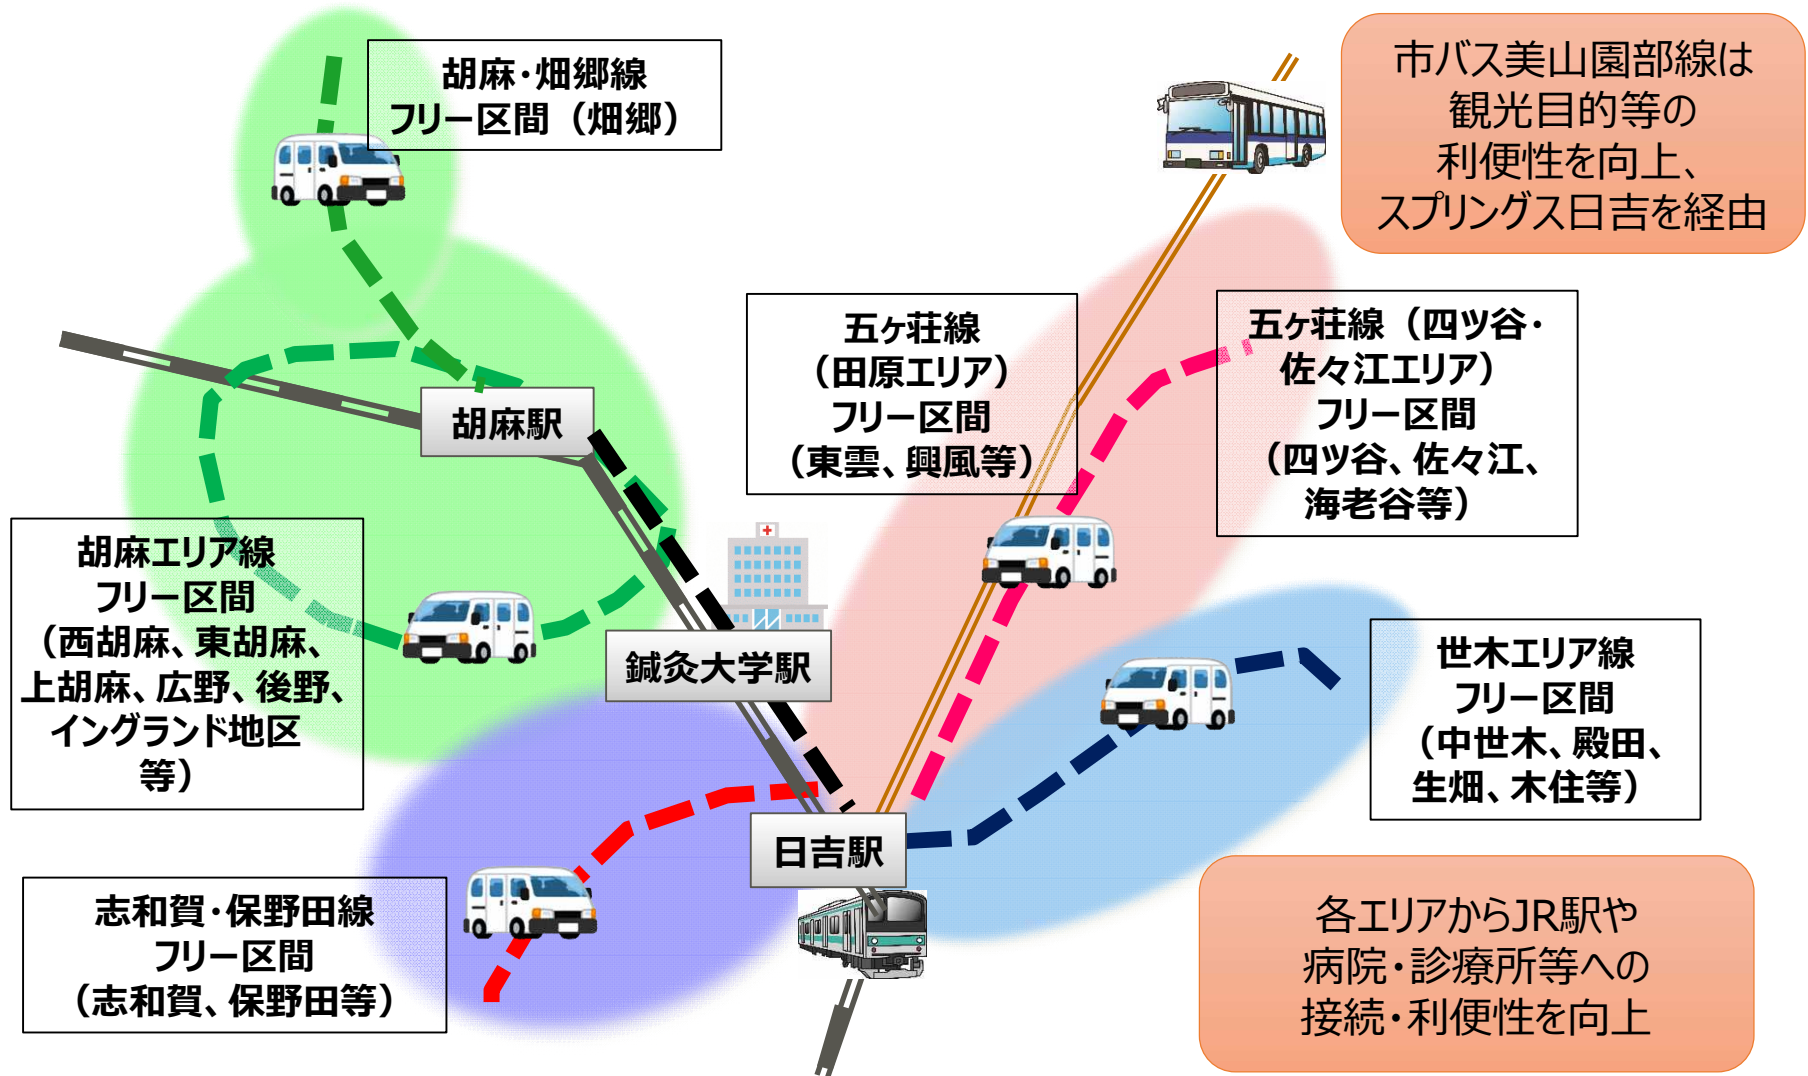 胡麻・畑郷線
フリー区間（畑郷）
市バス美山園部線は
観光目的等の
利便性を向上、
スプリングス日吉を経由
五ヶ荘線
（田原エリア）
フリー区間
（東雲、興風等）
五ヶ荘線（四ツ谷・
佐々江エリア）
フリー区間
（四ツ谷、佐々江、
海老谷等）
胡麻駅
胡麻エリア線
フリー区間
（西胡麻、東胡麻、
上胡麻、広野、後野、
イングランド地区
等）
鍼灸大学駅
世木エリア線
フリー区間
（中世木、殿田、
生畑、木住等）
日吉駅
志和賀・保野田線
フリー区間
（志和賀、保野田等）
各エリアからJR駅や
病院・診療所等への
接続・利便性を向上